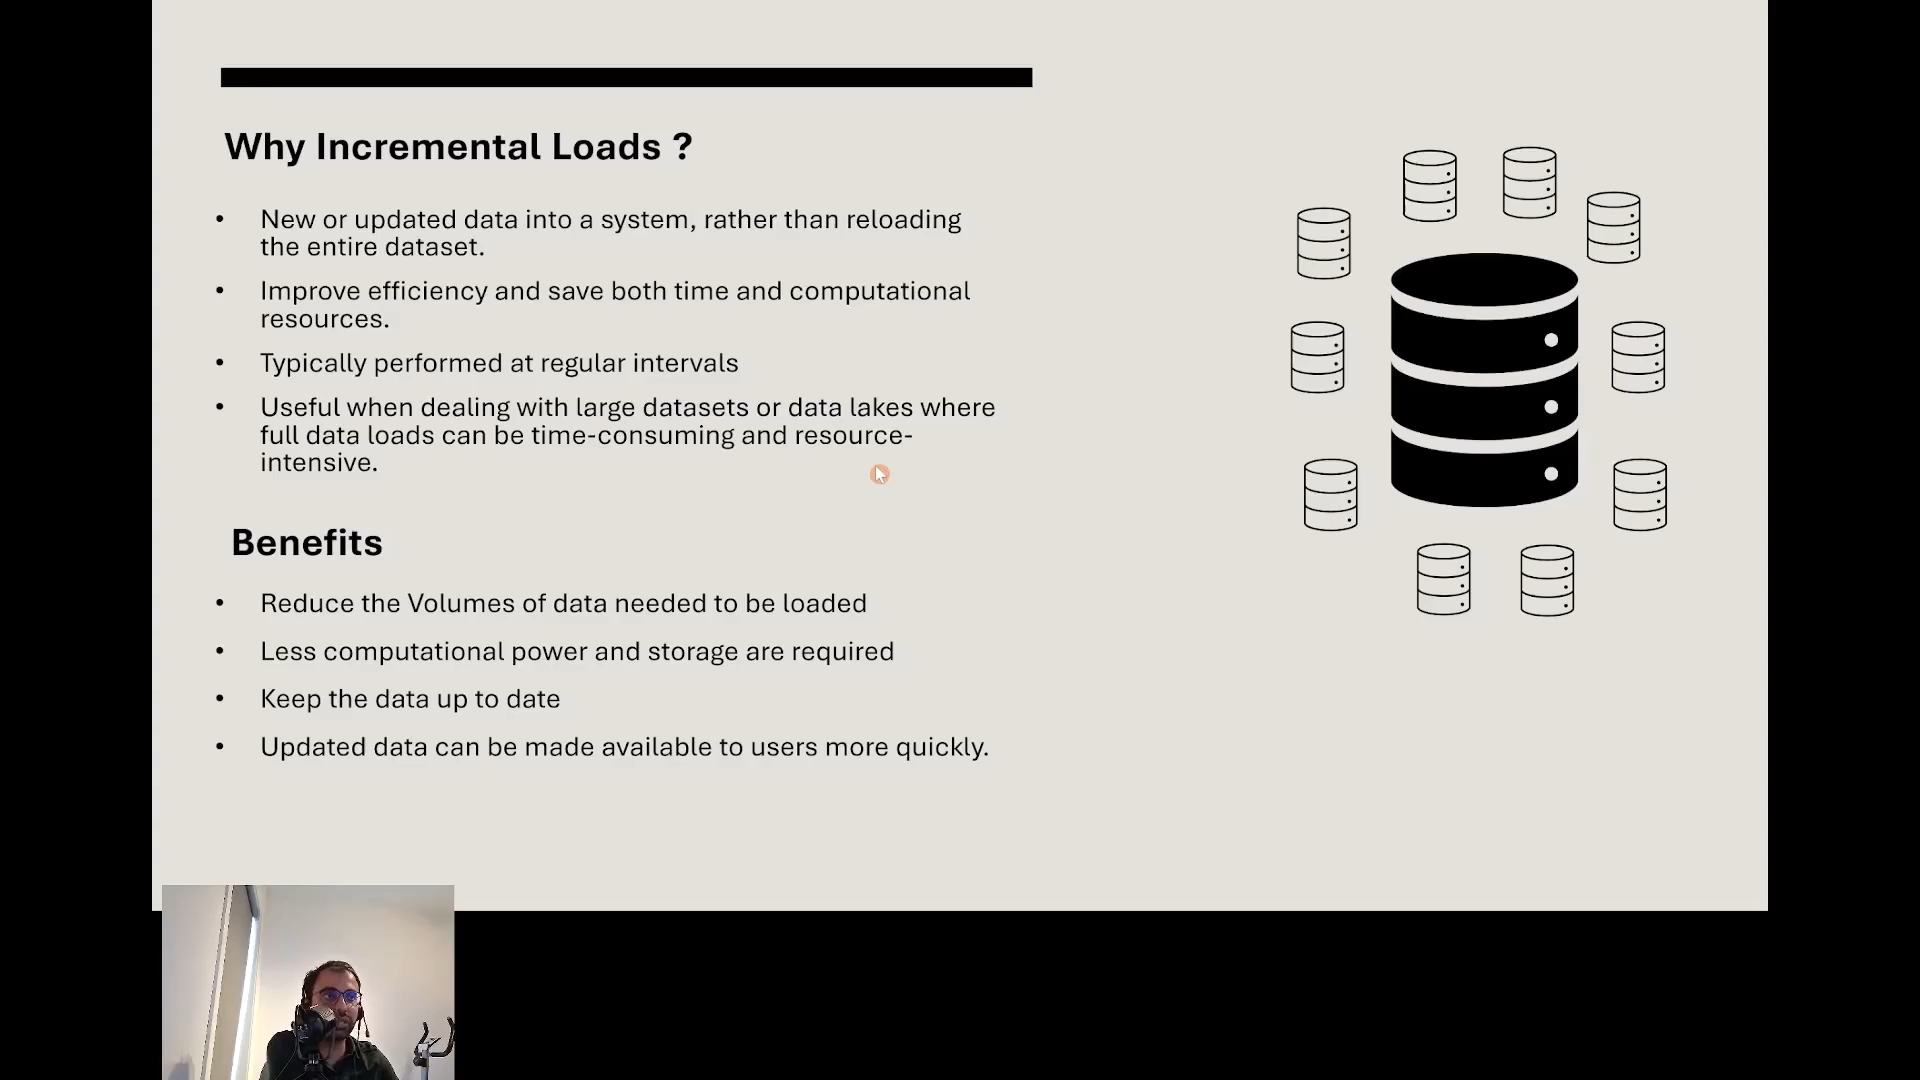 Why Incremental Loads ?
• New or updated data into a system, rather than reloading
the entire dataset.
• Improve efficiency and save both time and computational
resources.
• Typically performed at regular intervals
• Useful when dealing with large datasets or data lakes where
full data loads can be time-consuming and resource-
intensive.
Benefits
• Reduce the Volumes of data needed to be loaded
• Less computational power and storage are required
• Keep the data up to date
• Updated data can be made available to users more quickly.